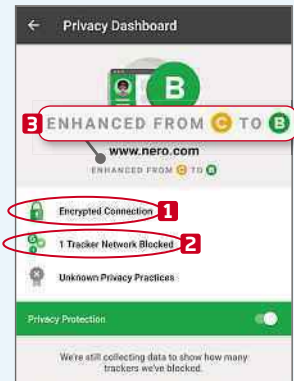 Privacy Dashboard
B
3 ENHANCED FROM C TO B
www.nero.com
ENHANCED FROM C TO B
Encrypted Connection 1
1 Tracker Network Blocked 2
Unknown Privacy Practices
Privacy Protection
We're still collecting data to show how many
trackers we've blocked.